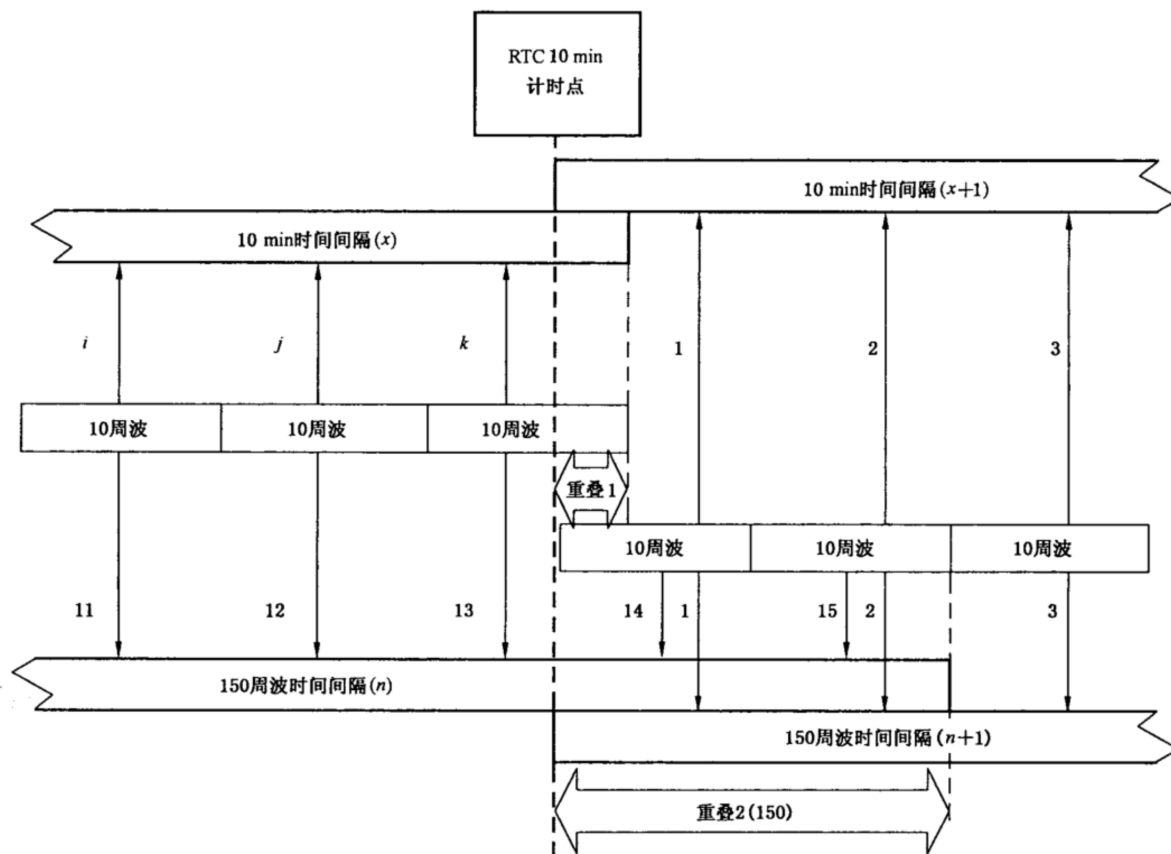 RTC 10 min
计时点
10 min时间间隔(x+1)
10 min时间间隔(x)
i
j
k
1
2
3
10周波
10周波
10周波
重叠1
10周波
10周波
10周波
11
12
13
14
1
15
2
3
150周波时间间隔(n)
150周波时间间隔(n+1)
重叠2(150)